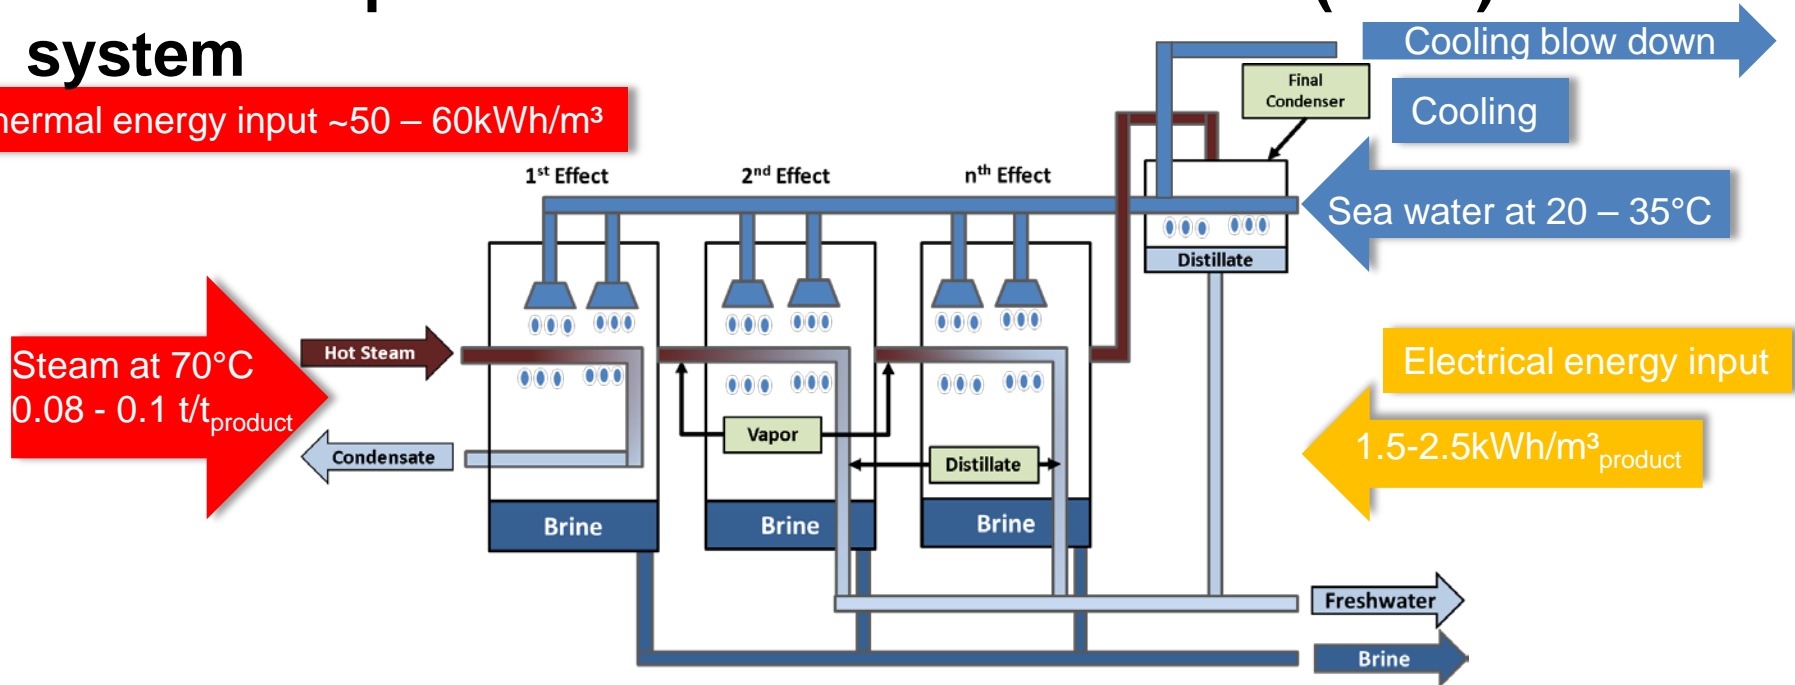 system
Cooling blow down
Final
Condenser
Cooling
hermal energy input ~50 – 60kWh/m³
1st Effect
2nd Effect
nth Effect
Sea water at 20 – 35°C
Distillate
Hot Steam
Steam at 70°C
0.08 - 0.1 t/tproduct
Electrical energy input
Vapor
Condensate
Distillate
1.5-2.5kWh/m³product
Brine
Brine
Brine
Freshwater
Brine